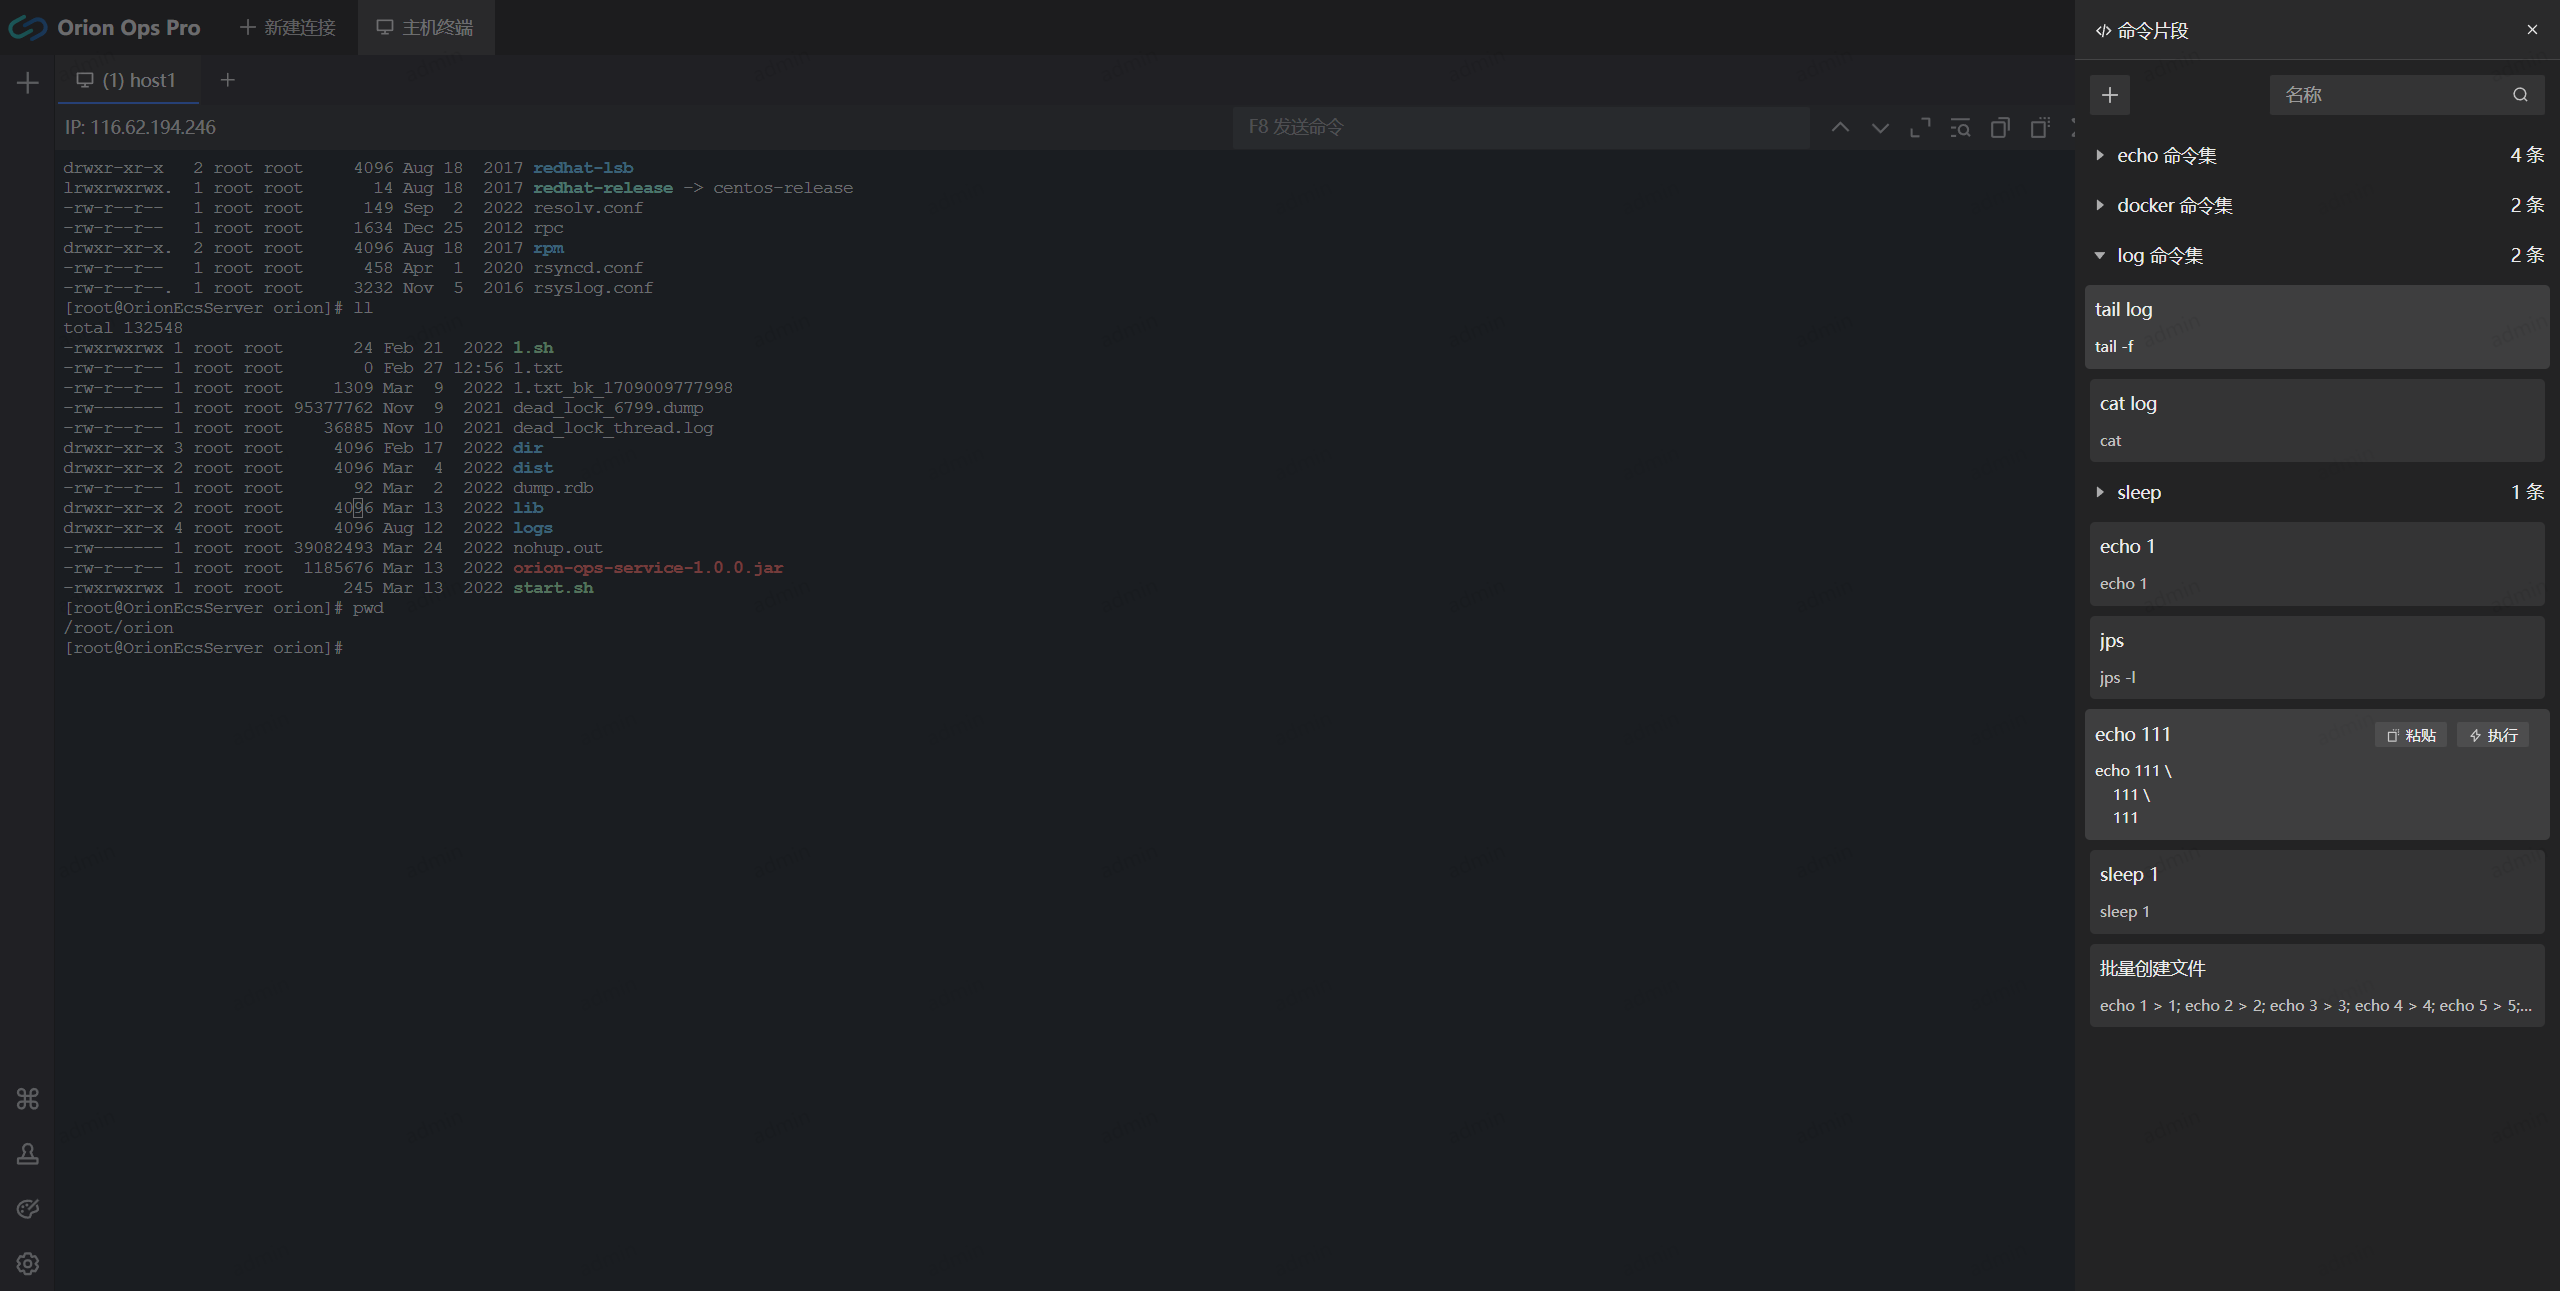 Orion Ops Pro
新建连接
主机终端
(1) host1
IP: 116.62.194.246
F8 发送命令
drwxr-xr-x   2 root root     4096 Aug 18  2017 redhat-lsb
lrwxrwxrwx.  1 root root       14 Aug 18  2017 redhat-release -> centos-release
-rw-r--r--   1 root root      149 Sep  2  2022 resolv.conf
-rw-r--r--   1 root root     1634 Dec 25  2012 rpc
drwxr-xr-x.  2 root root     4096 Aug 18  2017 rpm
-rw-r--r--   1 root root      458 Apr  1  2020 rsyncd.conf
-rw-r--r--.  1 root root     3232 Nov  5  2016 rsyslog.conf
[root@OrionEcsServer orion]# ll
total 132548
-rwxrwxrwx 1 root root       24 Feb 21  2022 1.sh
-rw-r--r-- 1 root root        0 Feb 27 12:56 1.txt
-rw-r--r-- 1 root root     1309 Mar  9  2022 1.txt_bk_1709009777998
-rw------- 1 root root 95377762 Nov  9  2021 dead_lock_6799.dump
-rw-r--r-- 1 root root    36885 Nov 10  2021 dead_lock_thread.log
drwxr-xr-x 3 root root     4096 Feb 17  2022 dir
drwxr-xr-x 2 root root     4096 Mar  4  2022 dist
-rw-r--r-- 1 root root       92 Mar  2  2022 dump.rdb
drwxr-xr-x 2 root root     4096 Mar 13  2022 lib
drwxr-xr-x 4 root root     4096 Aug 12  2022 logs
-rw------- 1 root root 39082493 Mar 24  2022 nohup.out
-rw-r--r-- 1 root root  1185676 Mar 13  2022 orion-ops-service-1.0.0.jar
-rwxrwxrwx 1 root root      245 Mar 13  2022 start.sh
[root@OrionEcsServer orion]# pwd
/root/orion
[root@OrionEcsServer orion]#
命令片段
名称
echo 命令集 4 条
docker 命令集 2 条
log 命令集 2 条
tail log
tail -f
cat log
cat
sleep 1 条
echo 1
echo 1
jps
jps -l
echo 111 粘贴 执行
echo 111 \
111 \
111
sleep 1
sleep 1
批量创建文件
echo 1 > 1; echo 2 > 2; echo 3 > 3; echo 4 > 4; echo 5 > 5;...